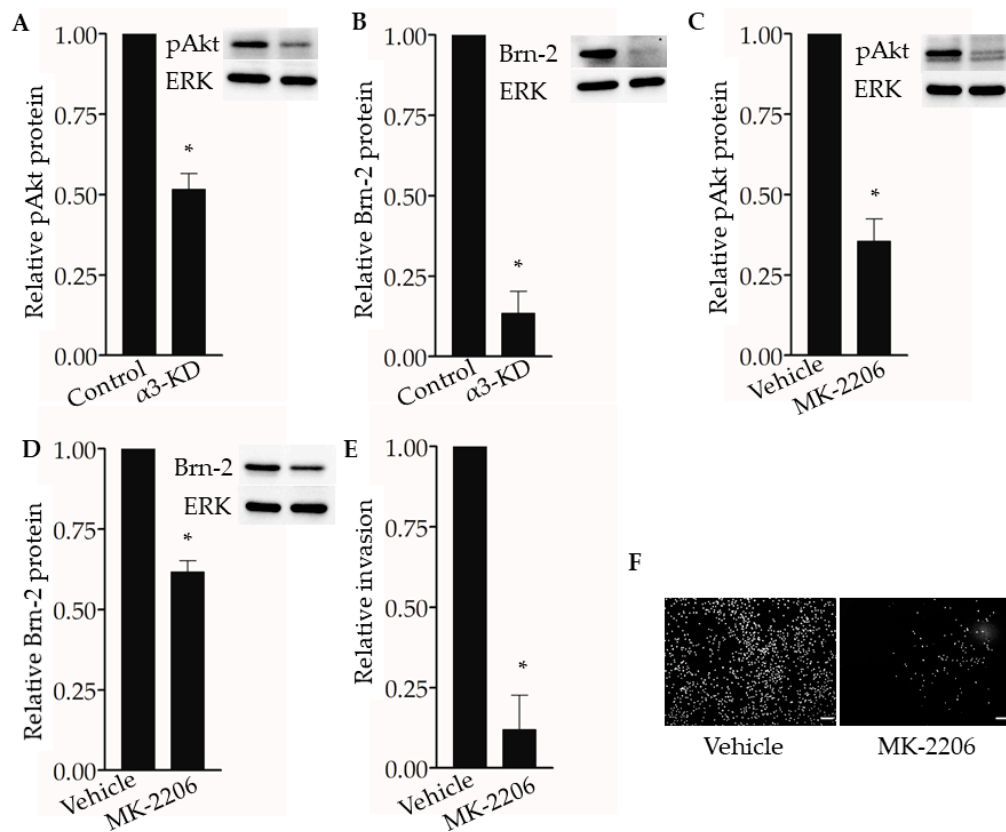 A
Relative pAkt protein
1.00
0.75
0.50
0.25
0.00
pAkt
ERK
*
Control
α3-KD
B
Relative Brn-2 protein
1.00
0.75
0.50
0.25
0.00
Brn-2
ERK
*
Control
α3-KD
C
Relative pAkt protein
1.00
0.75
0.50
0.25
0.00
pAkt
ERK
*
Vehicle
MK-2206
D
Relative Brn-2 protein
1.00
0.75
0.50
0.25
0.00
Brn-2
ERK
*
Vehicle
MK-2206
E
Relative invasion
1.00
0.75
0.50
0.25
0.00
*
Vehicle
MK-2206
F
Vehicle
MK-2206